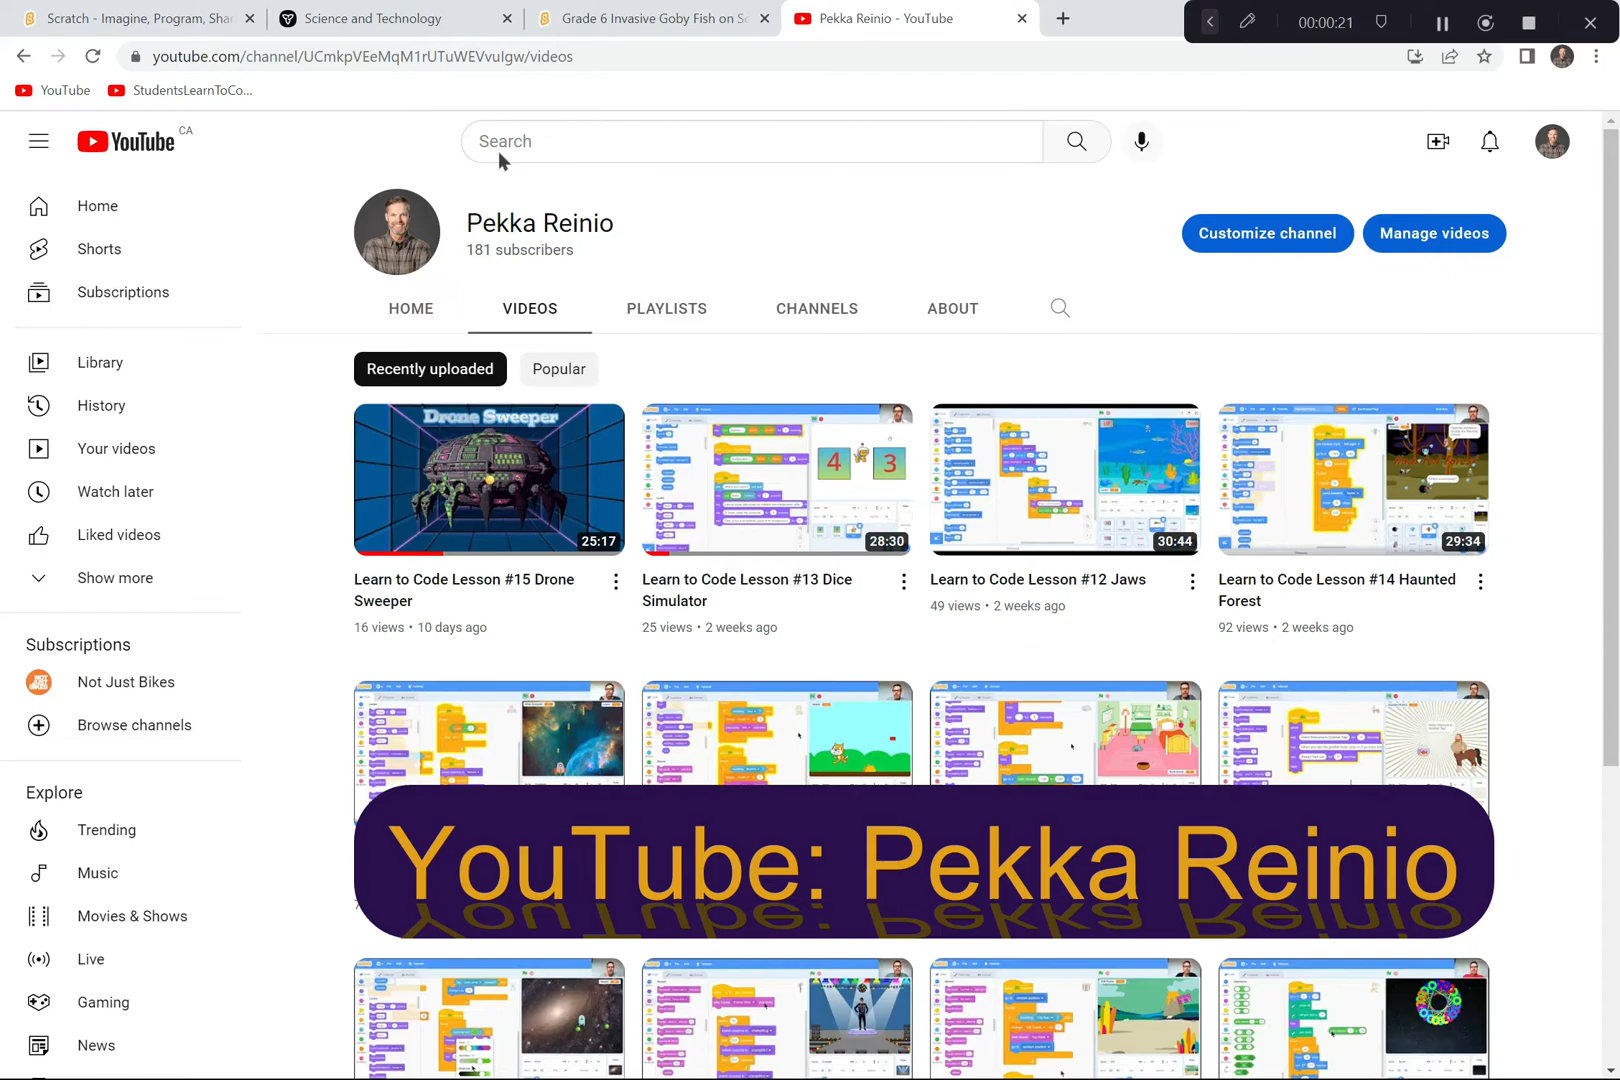 Scratch - Imagine, Program, Shar
Science and Technology
Grade 6 Invasive Goby Fish on Sc
Pekka Reinio - YouTube
00:00:21
youtube.com/channel/UCmkpVEeMqM1rUTuWEVvuIgw/videos
YouTube
StudentsLearnToCo...
YouTube CA
Search
Home
Shorts
Subscriptions
Library
History
Your videos
Watch later
Liked videos
Show more
Subscriptions
Not Just Bikes
Browse channels
Explore
Trending
Music
Movies & Shows
Live
Gaming
News
Pekka Reinio
181 subscribers
Customize channel
Manage videos
HOME
VIDEOS
PLAYLISTS
CHANNELS
ABOUT
Recently uploaded
Popular
Drone Sweeper
25:17
Learn to Code Lesson #15 Drone
Sweeper
16 views • 10 days ago
4 3
28:30
Learn to Code Lesson #13 Dice
Simulator
25 views • 2 weeks ago
30:44
Learn to Code Lesson #12 Jaws
49 views • 2 weeks ago
29:34
Learn to Code Lesson #14 Haunted
Forest
92 views • 2 weeks ago
YouTube: Pekka Reinio